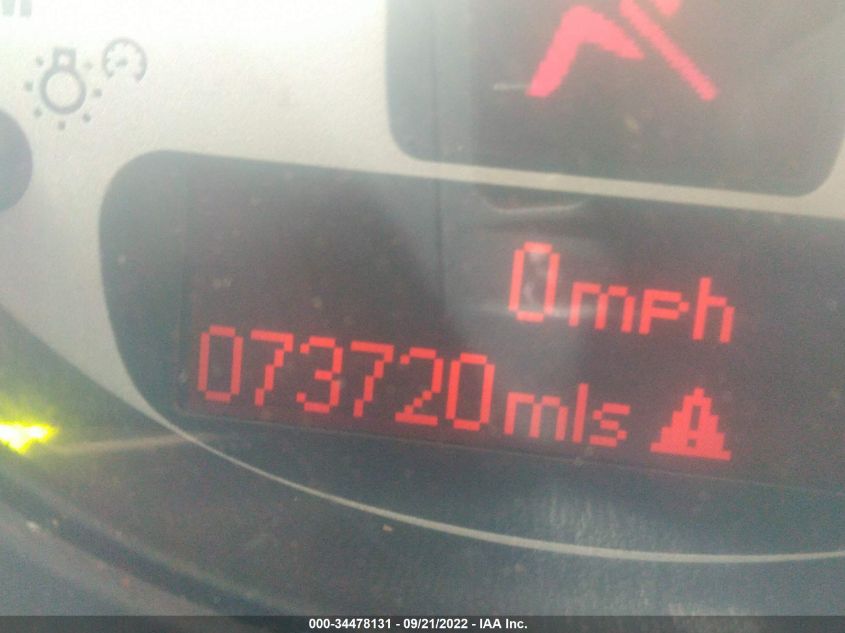 0mph
073720mls
000-34478131 - 09/21/2022 - IAA Inc.